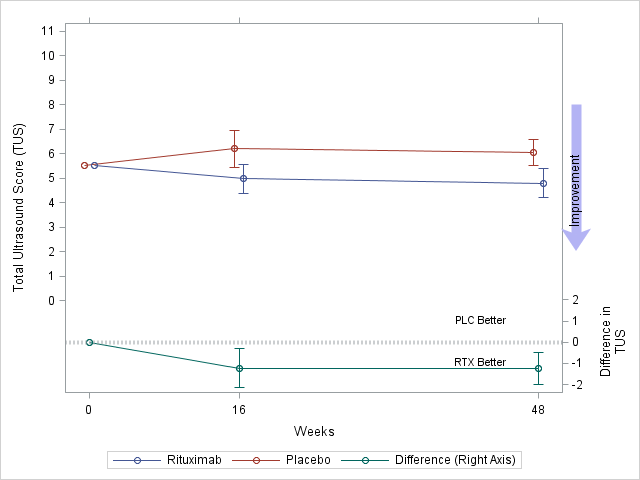 Total Ultrasound Score (TUS)
11
10
9
8
7
6
5
4
3
2
1
0
Improvement
PLC Better
RTX Better
2
1
0
-1
-2
Difference in
TUS
0
16
48
Weeks
Rituximab
Placebo
Difference (Right Axis)